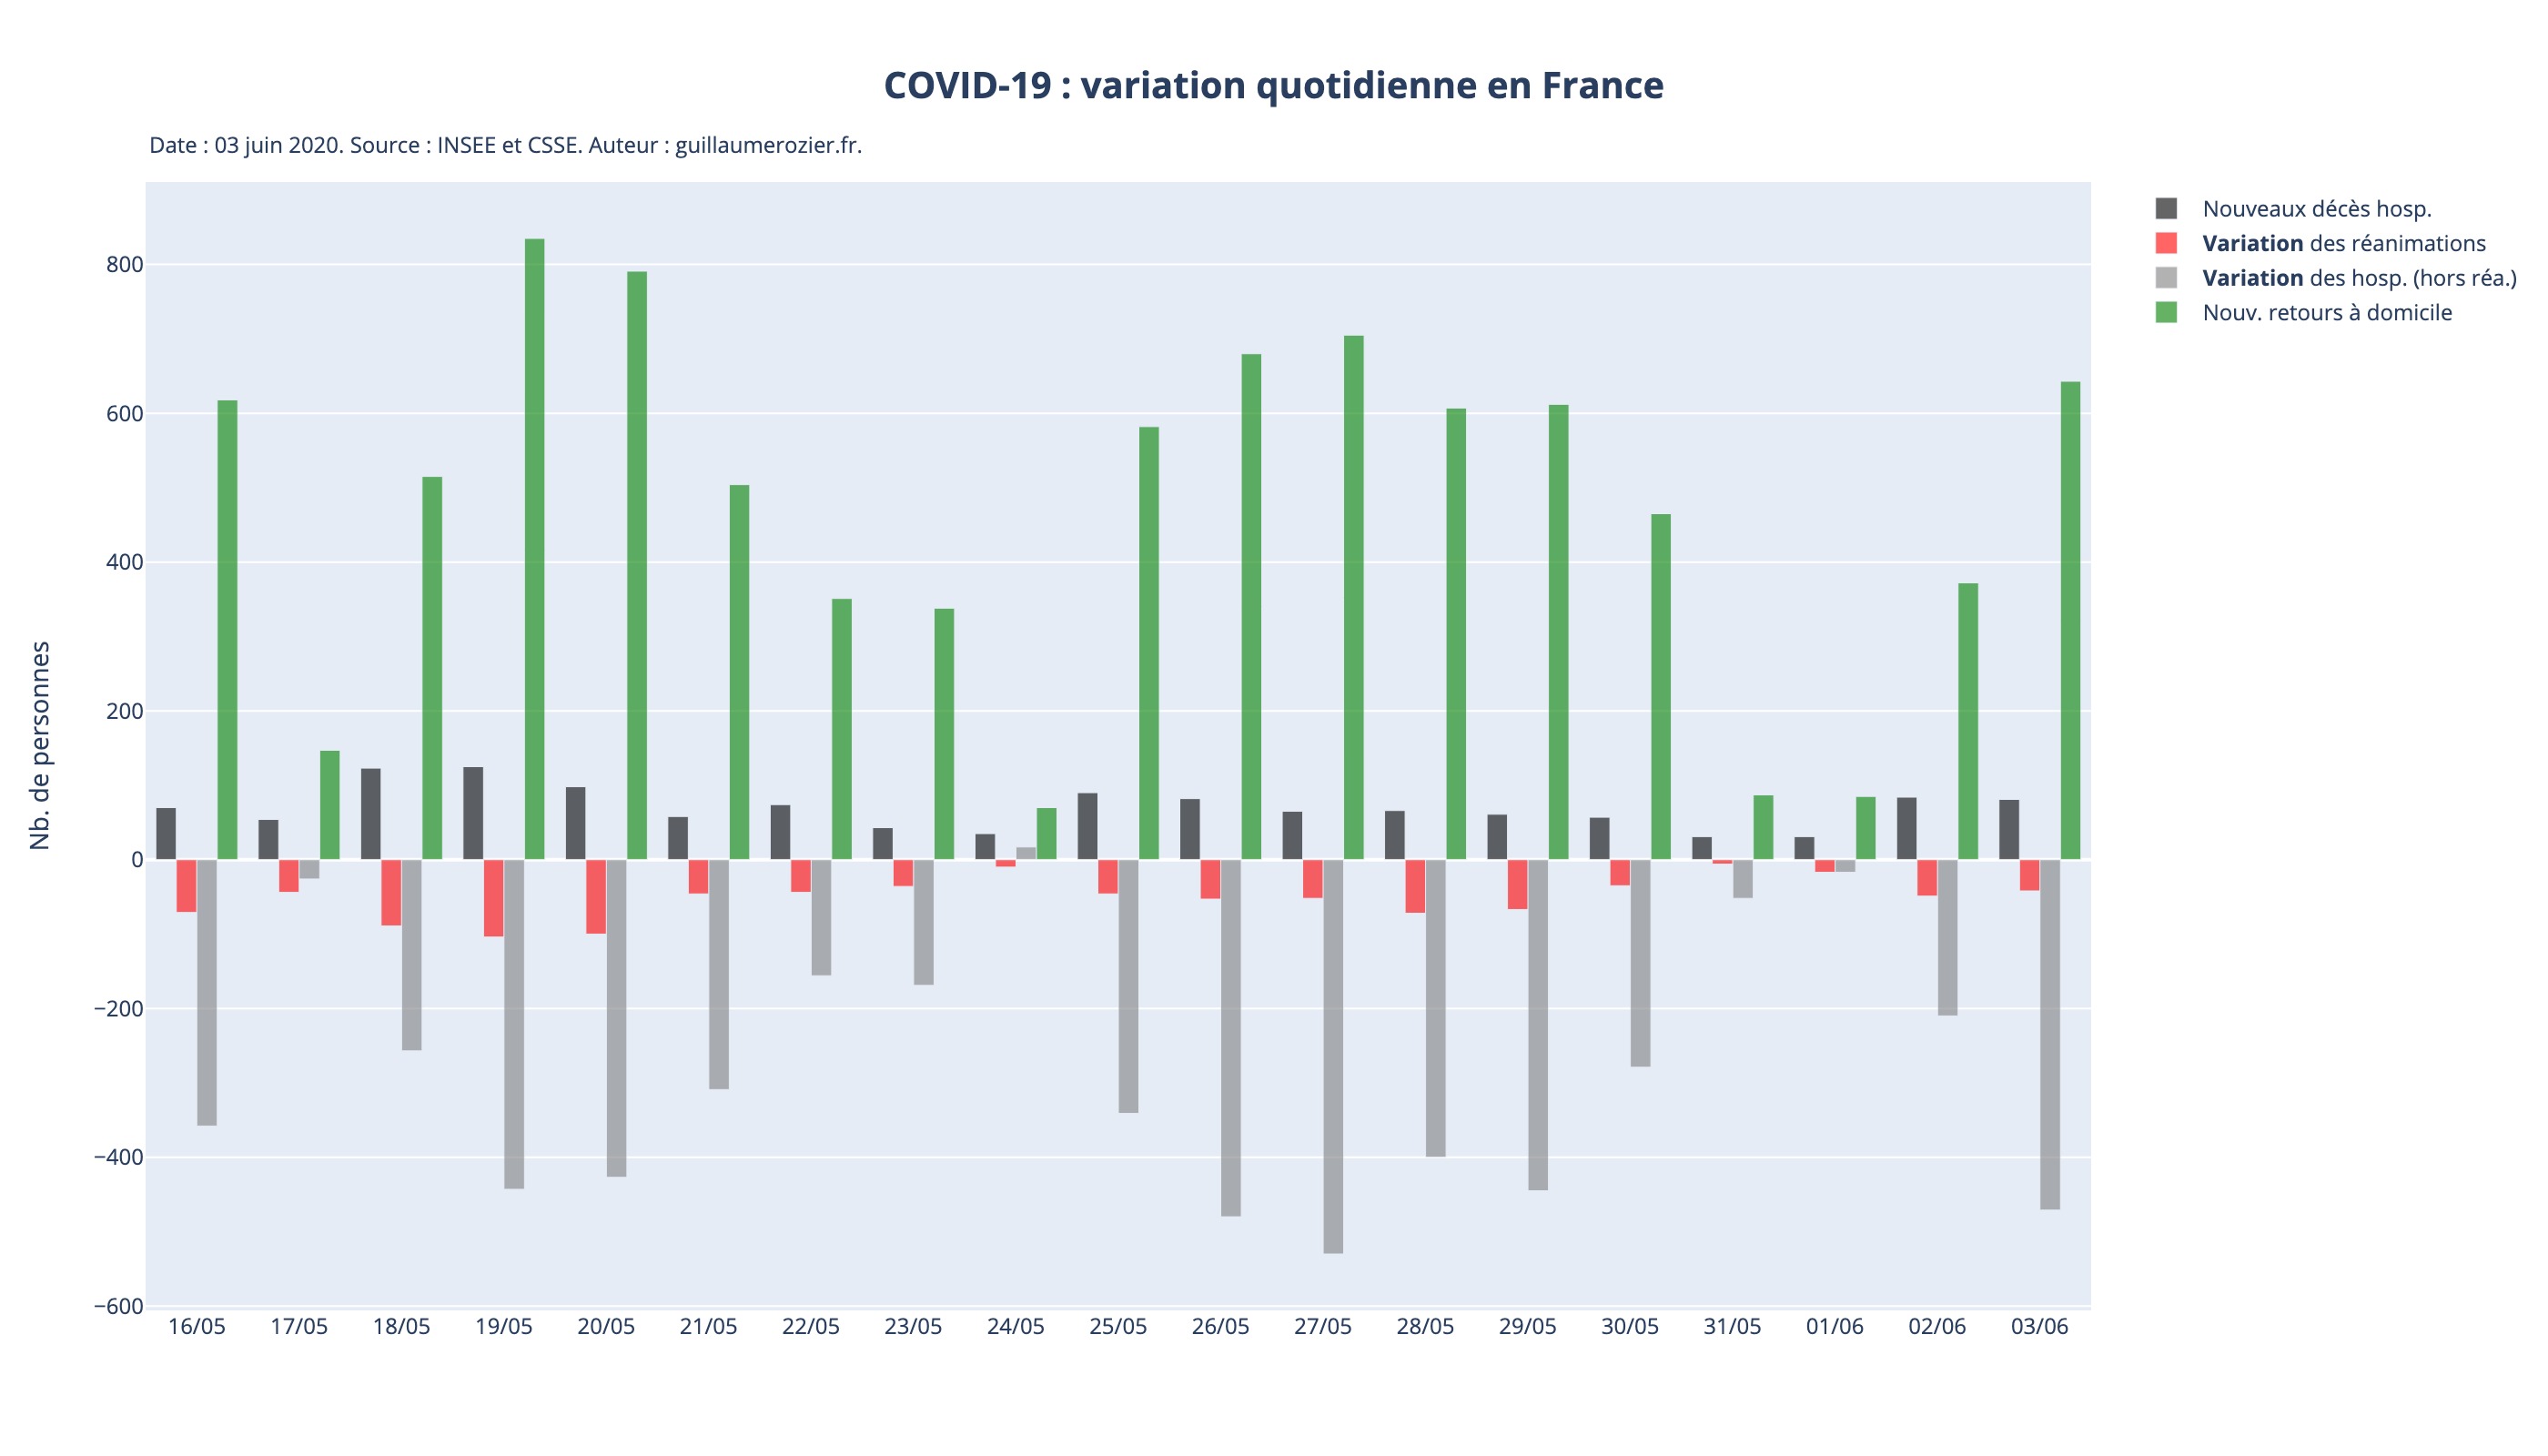 COVID-19 : variation quotidienne en France
Date : 03 juin 2020. Source : INSEE et CSSE. Auteur : guillaumerozier.fr.
Nouveaux décès hosp.
Variation des réanimations
Variation des hosp. (hors réa.)
Nouv. retours à domicile
Nb. de personnes
800
600
400
200
0
−200
−400
−600
16/05 17/05 18/05 19/05 20/05 21/05 22/05 23/05 24/05 25/05 26/05 27/05 28/05 29/05 30/05 31/05 01/06 02/06 03/06